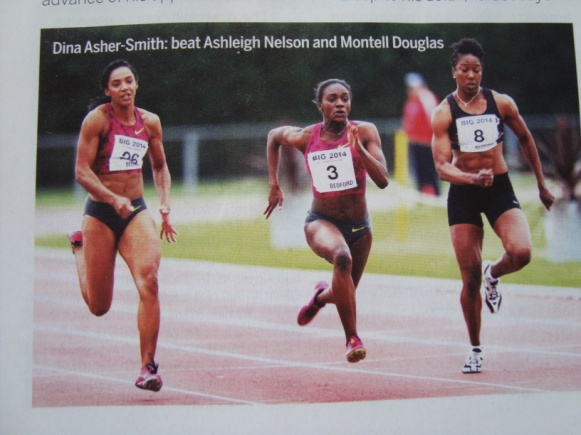 Dina Asher-Smith: beat Ashleigh Nelson and Montell Douglas
BIG 2014
26
BIG 2014
3
BEDFORD
BIG 2014
8